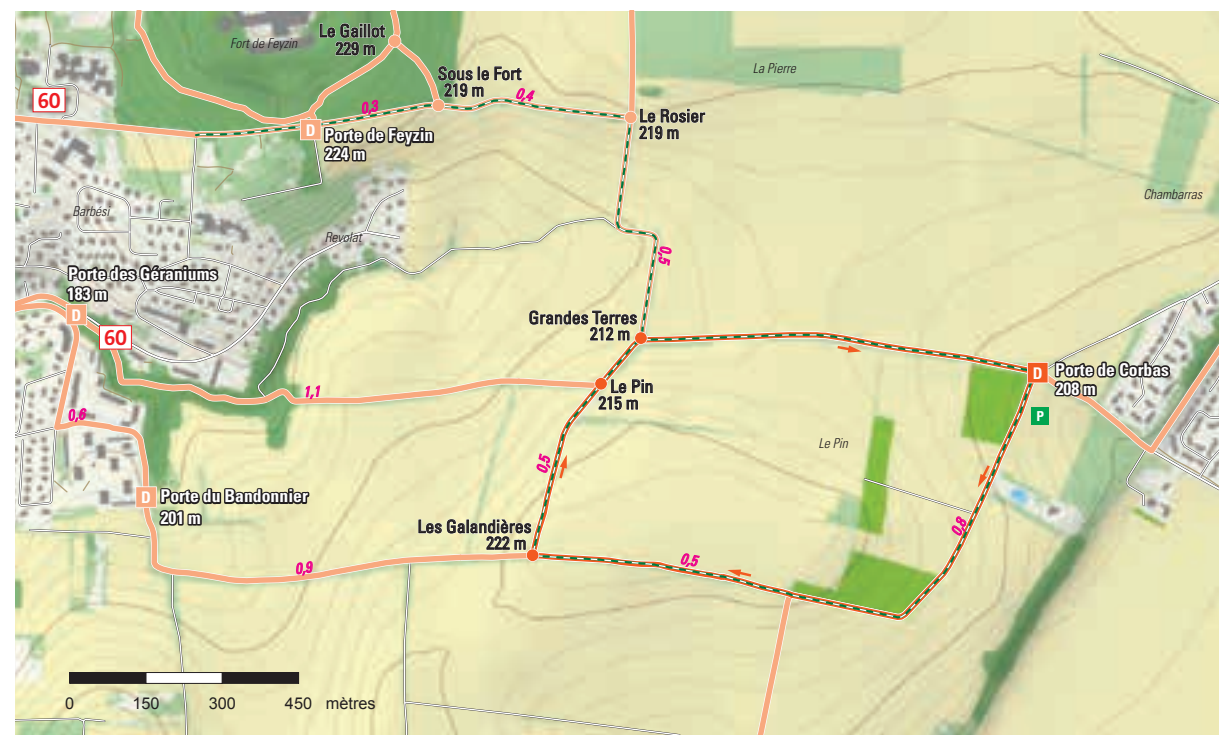 Le Gaillot
229 m
Fort de Feyzin
Sous le Fort
219 m
La Pierre
60
0,3
0,4
D
Porte de Feyzin
224 m
Le Rosier
219 m
Chambarras
Barbési
Revolat
0,5
Porte des Géraniums
183 m
D
60
Grandes Terres
212 m
D
Porte de Corbas
208 m
1,1
Le Pin
215 m
P
0,6
Le Pin
0,5
D
Porte du Bandonnier
201 m
Les Galandières
222 m
0,8
0,9
0,5
0 150 300 450 mètres